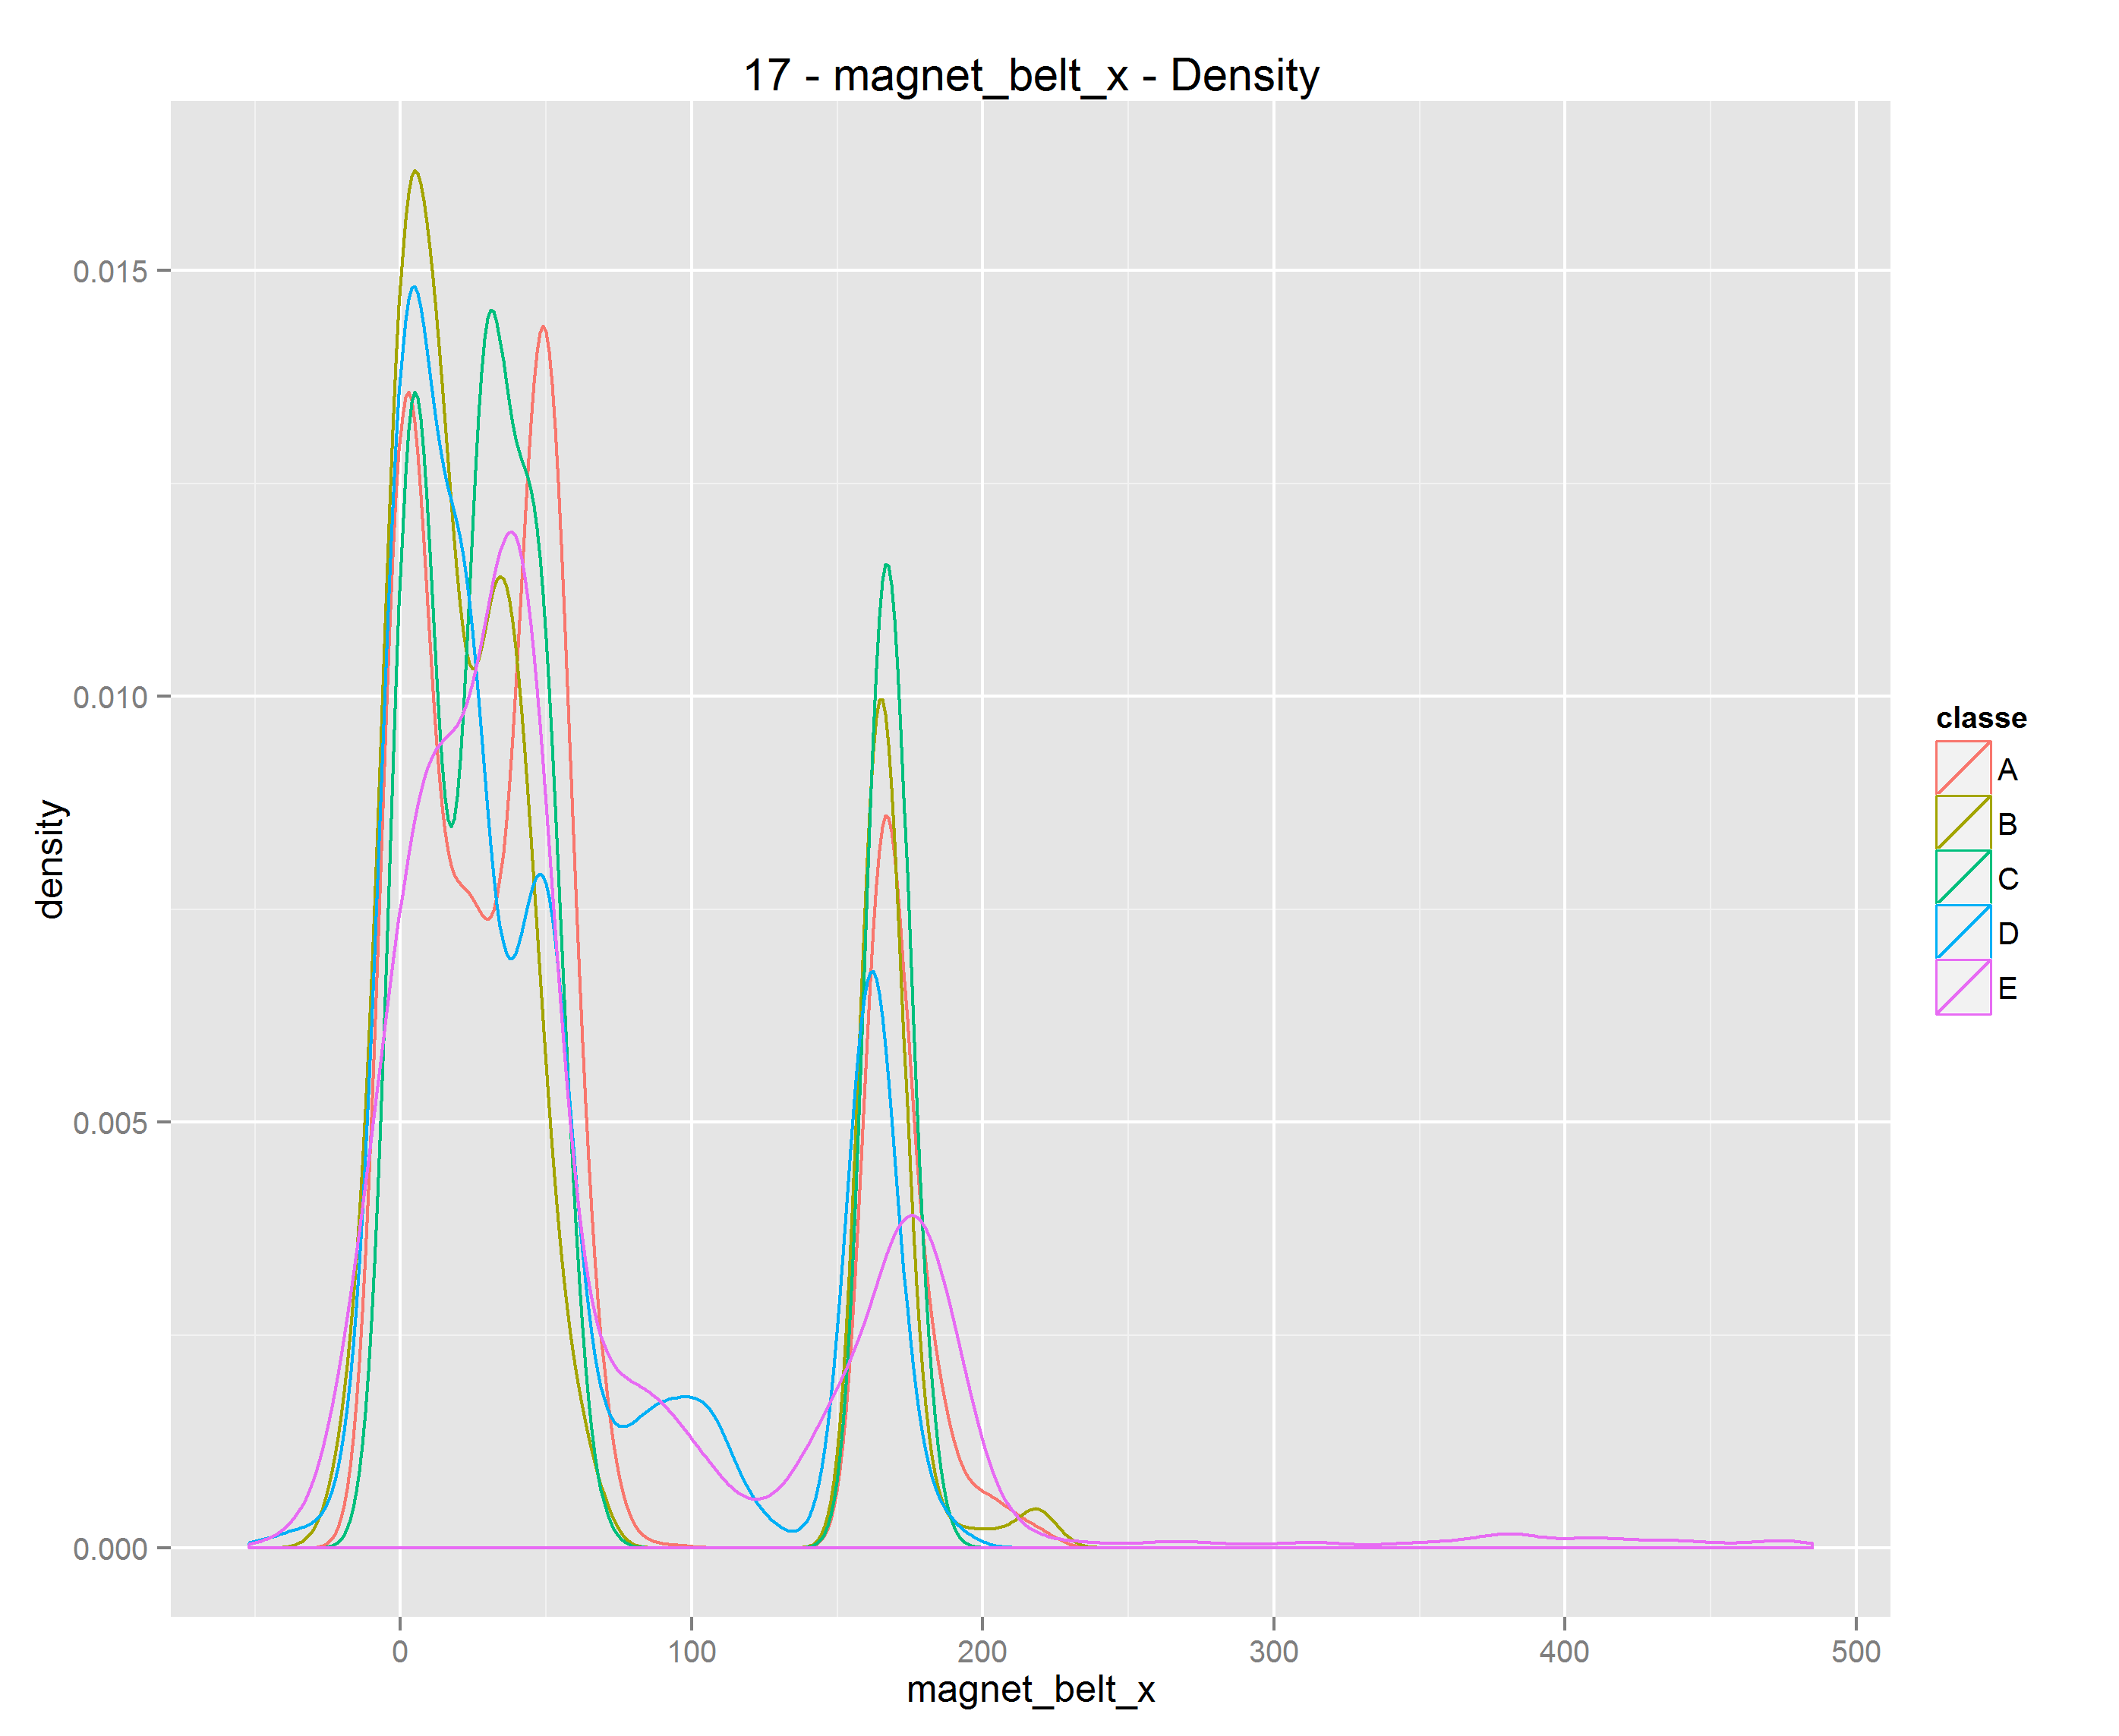 17 - magnet_belt_x - Density
0.015
0.010
0.005
0.000
density
0 100 200 300 400 500
magnet_belt_x
classe
A
B
C
D
E